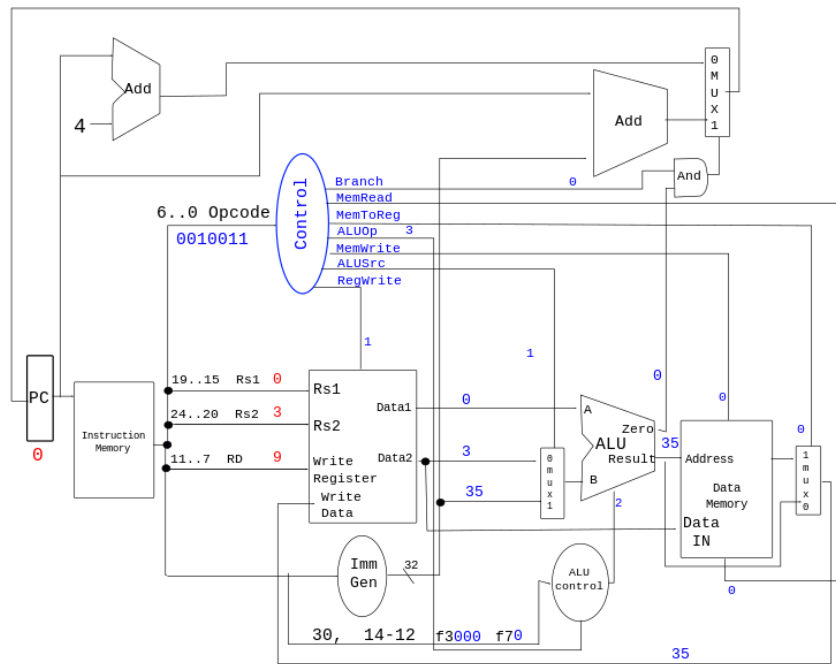 0
M
U
X
1
Add
4
Add
And
Branch 0
MemRead
MemToReg
ALUOp 3
MemWrite
ALUSrc
RegWrite
Control
6..0 Opcode
0010011
1
1
0
0
0
PC
0
Instruction
Memory
19..15 Rs1 0
24..20 Rs2 3
11..7 RD 9
Rs1
Rs2
Write
Register
Write
Data
Data1
Data2
0
3
35
0
m
u
x
1
A
B
ALU
Zero
Result
35
2
Address
Data
Memory
Data
IN
0
1
m
u
x
0
Imm
Gen
32
ALU
control
30, 14-12 f3000 f70
35